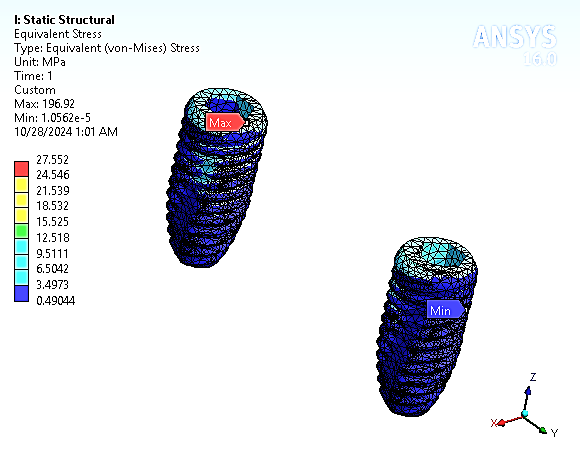 I: Static Structural
Equivalent Stress
Type: Equivalent (von-Mises) Stress
Unit: MPa
Time: 1
Custom
Max: 196.92
Min: 1.0562e-5
10/28/2024 1:01 AM
27.552
24.546
21.539
18.532
15.525
12.518
9.5111
6.5042
3.4973
0.49044
ANSYS
16.0
Max
Min
Z
X
Y